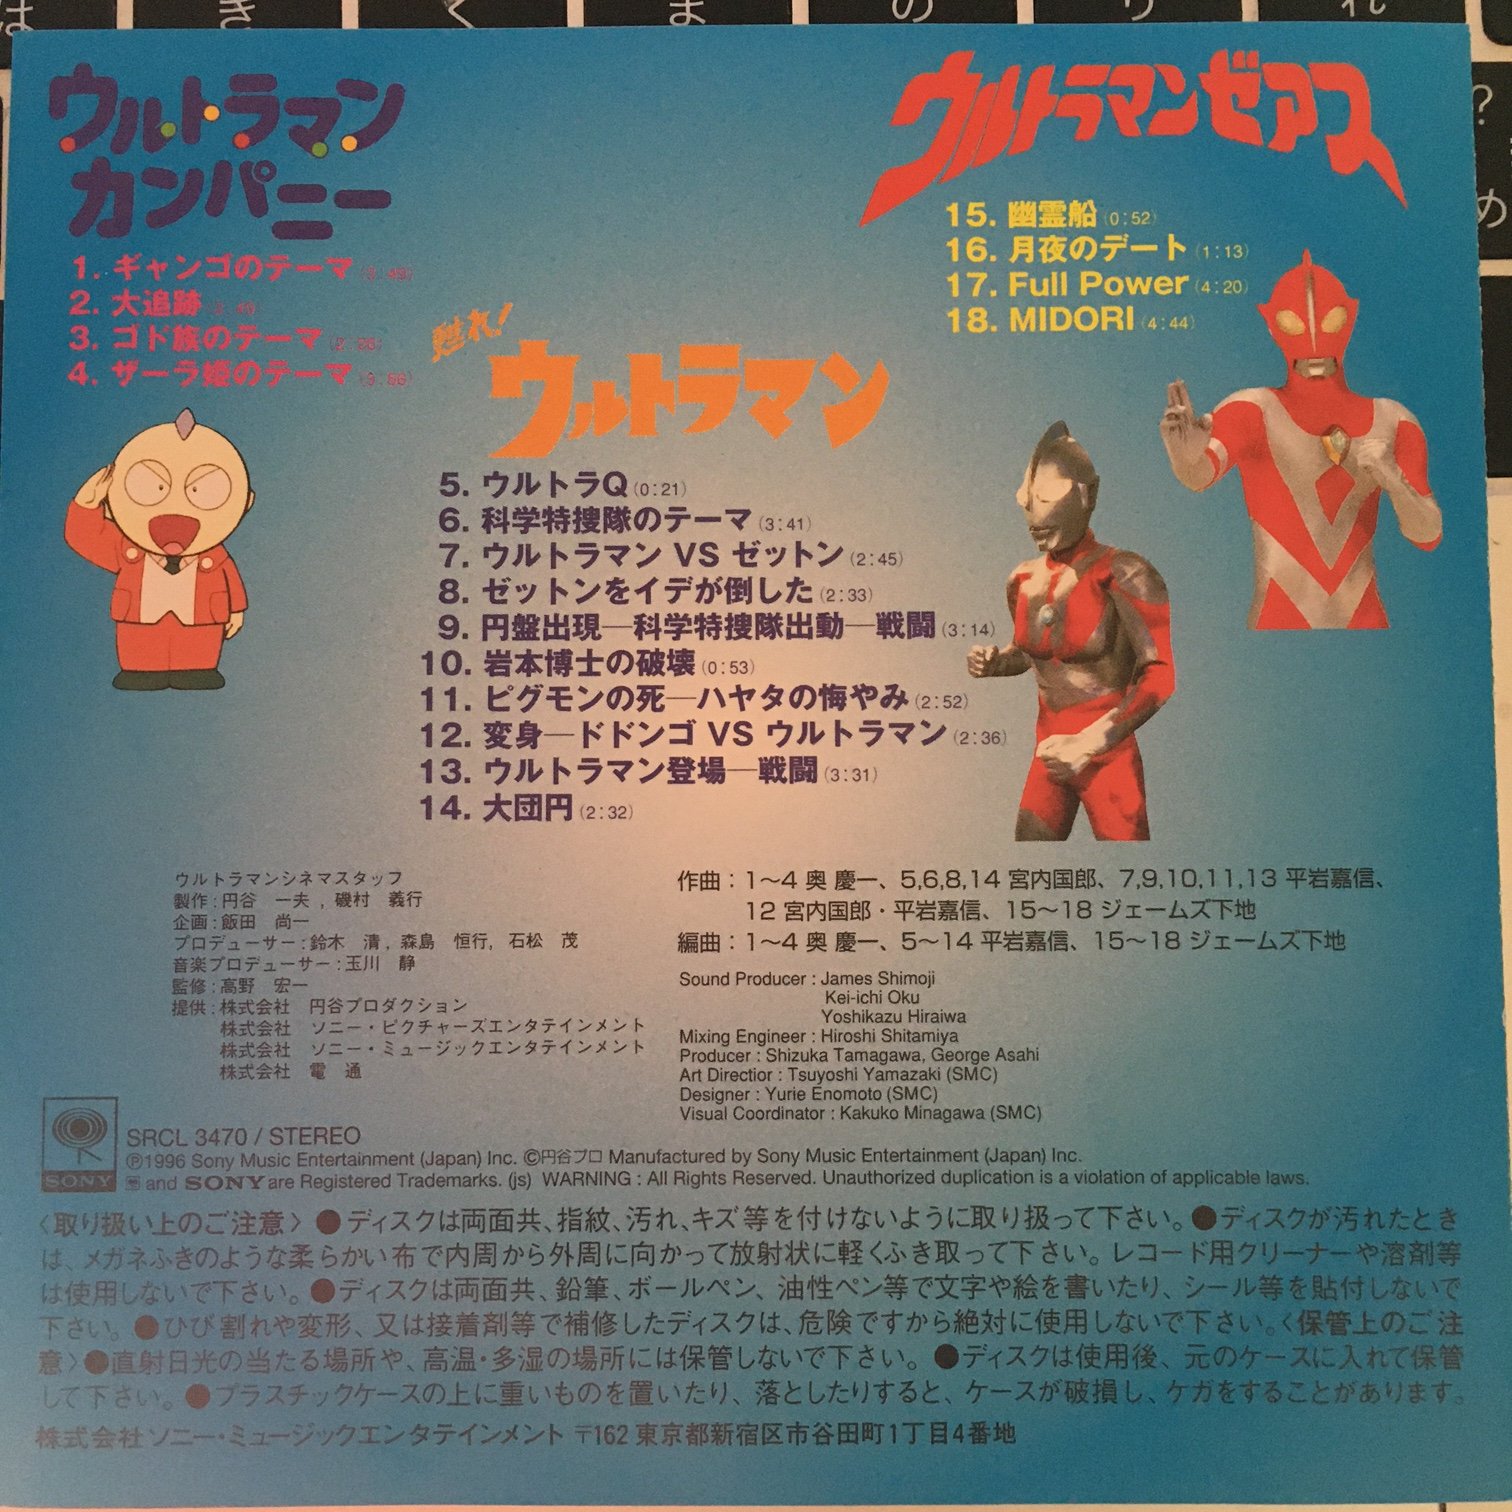 は き く ま の り れ
ウルトラマン
カンパニー
1. ギャンゴのテーマ
2. 大追跡
3. ゴド族のテーマ
4. ザーラ姫のテーマ
ウルトラマンゼアス
15. 幽霊船 (0:52)
16. 月夜のデート (1:13)
17. Full Power (4:20)
18. MIDORI (4:44)
? め
甦れ!
ウルトラマン
5. ウルトラQ (0:21)
6. 科学特捜隊のテーマ (3:41)
7. ウルトラマン VS ゼットン (2:45)
8. ゼットンをイデが倒した (2:33)
9. 円盤出現—科学特捜隊出動—戦闘 (3:14)
10. 岩本博士の破壊 (0:53)
11. ピグモンの死—ハヤタの悔やみ (2:52)
12. 変身—ドドンゴ VS ウルトラマン (2:36)
13. ウルトラマン登場—戦闘 (3:31)
14. 大団円 (2:32)
ウルトラマンシネマスタッフ
製作:円谷 一夫, 磯村 義行
企画:飯田 尚一
プロデューサー:鈴木 清, 森島 恒行, 石松 茂
音楽プロデューサー:玉川 静
監修:高野 宏一
提供:株式会社 円谷プロダクション
株式会社 ソニー・ピクチャーズエンタテインメント
株式会社 ソニー・ミュージックエンタテインメント
株式会社 電 通
作曲:1〜4 奥 慶一、5,6,8,14 宮内国郎、7,9,10,11,13 平岩嘉信、
12 宮内国郎・平岩嘉信、15〜18 ジェームズ下地
編曲:1〜4 奥 慶一、5〜14 平岩嘉信、15〜18 ジェームズ下地
Sound Producer : James Shimoji
Kei-ichi Oku
Yoshikazu Hiraiwa
Mixing Engineer : Hiroshi Shitamiya
Producer : Shizuka Tamagawa, George Asahi
Art Directior : Tsuyoshi Yamazaki (SMC)
Designer : Yurie Enomoto (SMC)
Visual Coordinator : Kakuko Minagawa (SMC)
SONY
SRCL 3470 / STEREO
℗1996 Sony Music Entertainment (Japan) Inc. ©円谷プロ Manufactured by Sony Music Entertainment (Japan) Inc.
and SONY are Registered Trademarks. (js) WARNING : All Rights Reserved. Unauthorized duplication is a violation of applicable laws.
〈取り扱い上のご注意〉●ディスクは両面共、指紋、汚れ、キズ等を付けないように取り扱って下さい。●ディスクが汚れたとき
は、メガネふきのような柔らかい布で内周から外周に向かって放射状に軽くふき取って下さい。レコード用クリーナーや溶剤等
は使用しないで下さい。●ディスクは両面共、鉛筆、ボールペン、油性ペン等で文字や絵を書いたり、シール等を貼付しないで
下さい。●ひび割れや変形、又は接着剤等で補修したディスクは、危険ですから絶対に使用しないで下さい。〈保管上のご注
意〉●直射日光の当たる場所や、高温・多湿の場所には保管しないで下さい。●ディスクは使用後、元のケースに入れて保管
して下さい。●プラスチックケースの上に重いものを置いたり、落としたりすると、ケースが破損し、ケガをすることがあります。
株式会社 ソニー・ミュージックエンタテインメント 〒162 東京都新宿区市谷田町1丁目4番地